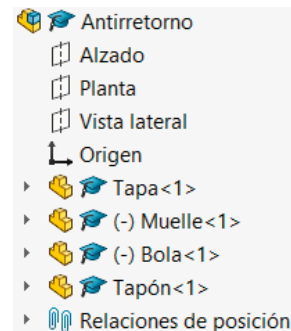 Antirretorno
Alzado
Planta
Vista lateral
Origen
Tapa<1>
(-) Muelle<1>
(-) Bola<1>
Tapón<1>
Relaciones de posición